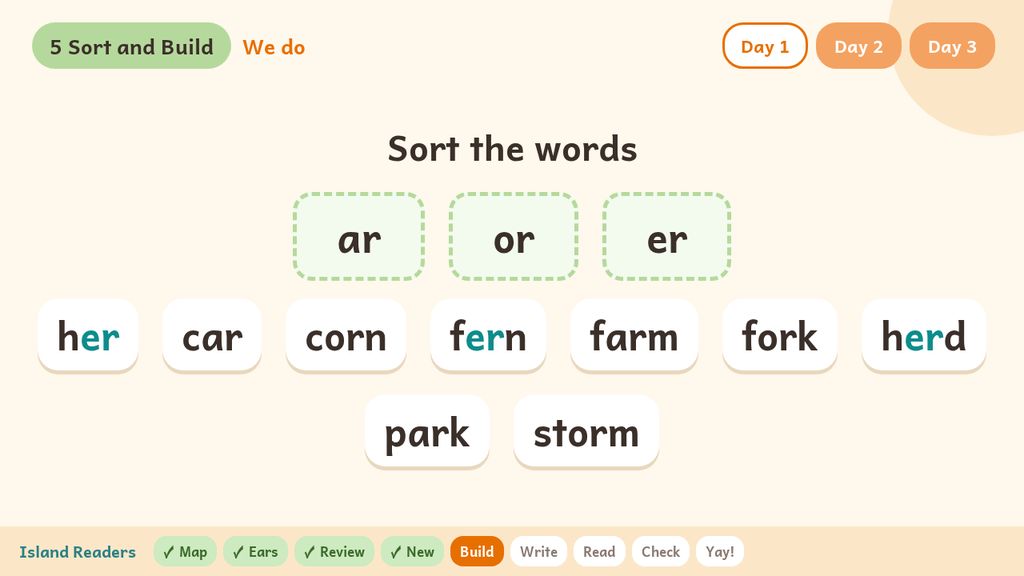 5 Sort and Build We do Day 1 Day 2 Day 3
Sort the words
ar or er
her car corn fern farm fork herd
park storm
Island Readers ✓ Map ✓ Ears ✓ Review ✓ New Build Write Read Check Yay!